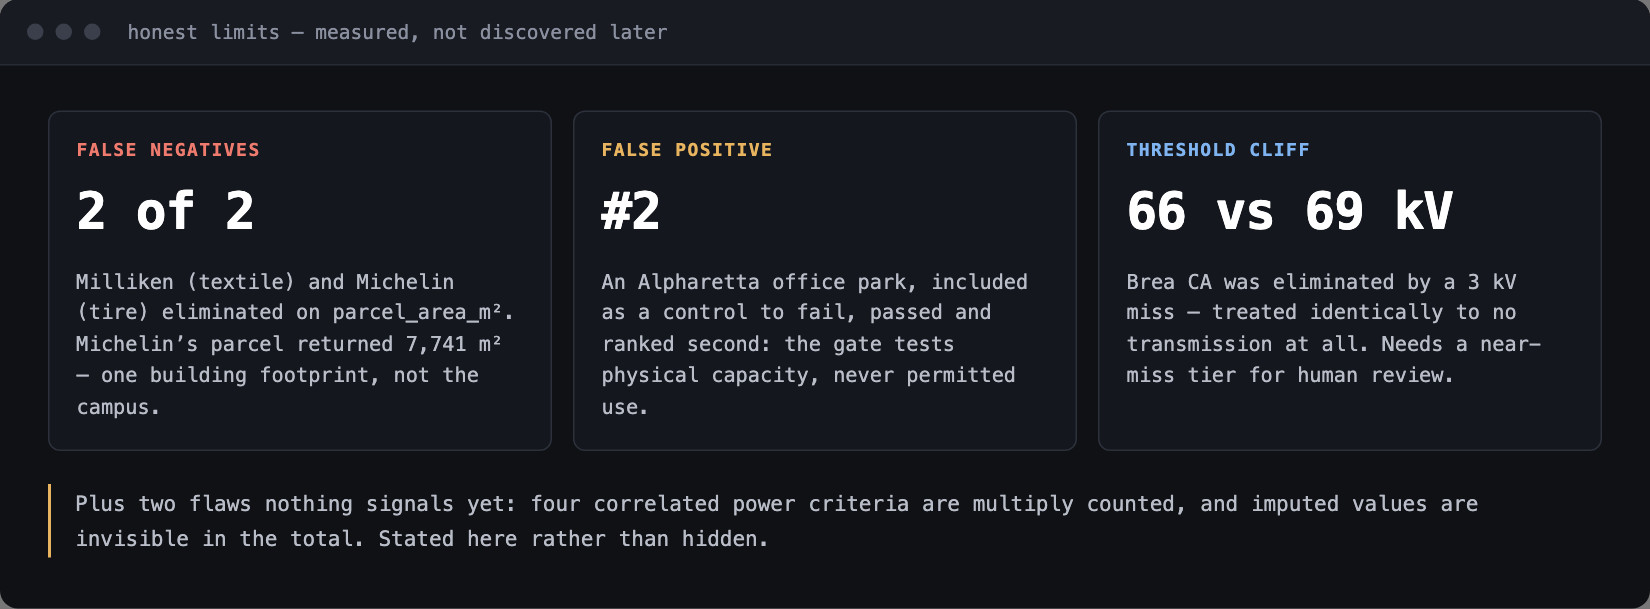 honest limits — measured, not discovered later
FALSE NEGATIVES
2 of 2
Milliken (textile) and Michelin
(tire) eliminated on parcel_area_m².
Michelin’s parcel returned 7,741 m²
— one building footprint, not the
campus.
FALSE POSITIVE
#2
An Alpharetta office park, included
as a control to fail, passed and
ranked second: the gate tests
physical capacity, never permitted
use.
THRESHOLD CLIFF
66 vs 69 kV
Brea CA was eliminated by a 3 kV
miss — treated identically to no
transmission at all. Needs a near-
miss tier for human review.
Plus two flaws nothing signals yet: four correlated power criteria are multiply counted, and imputed values are
invisible in the total. Stated here rather than hidden.